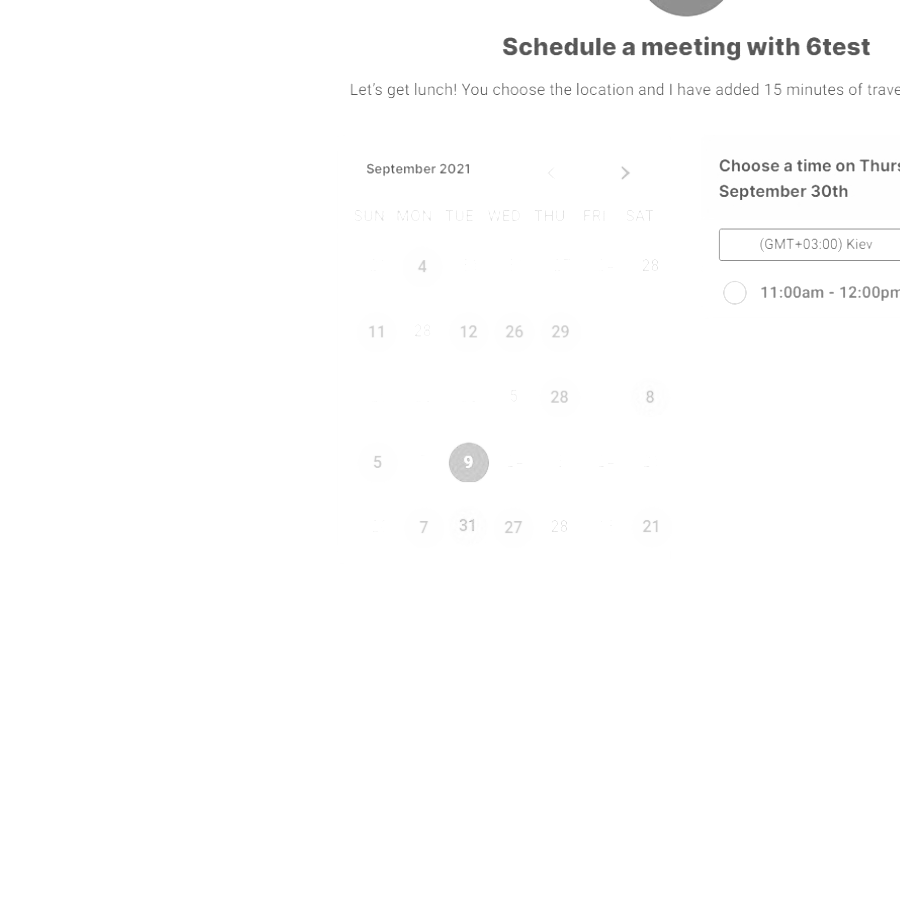 Schedule a meeting with 6test
Let's get lunch! You choose the location and I have added 15 minutes of
September 2021
SUN MON TUE WED THU FRI SAT
4 28
11 28 12 26 29
5 28 8
5 9
7 31 27 28 21
Choose a time on
September 30th
(GMT+03:00) Kiev
11:00am - 12:00pm